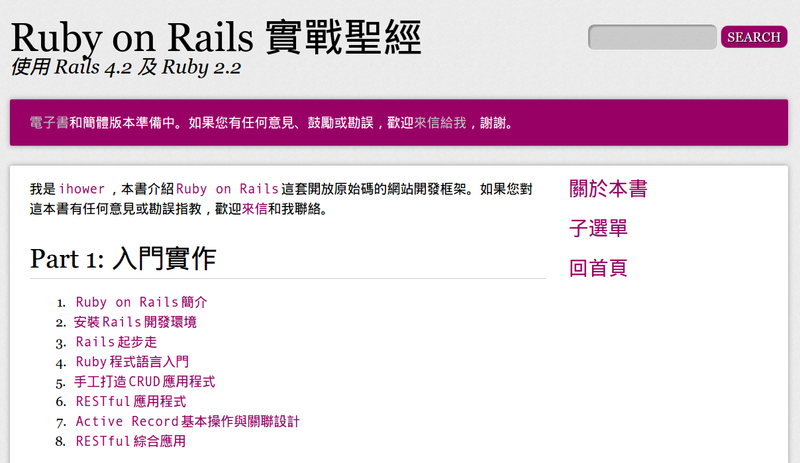 Ruby on Rails 實戰聖經
使用 Rails 4.2 及 Ruby 2.2
SEARCH
電子書和簡體版本準備中。如果您有任何意見、鼓勵或勘誤，歡迎來信給我，謝謝。
我是 ihower，本書介紹 Ruby on Rails 這套開放原始碼的網站開發框架。如果您對
這本書有任何意見或勘誤指教，歡迎來信和我聯絡。
Part 1: 入門實作
1. Ruby on Rails 簡介
2. 安裝 Rails 開發環境
3. Rails 起步走
4. Ruby 程式語言入門
5. 手工打造 CRUD 應用程式
6. RESTful 應用程式
7. Active Record 基本操作與關聯設計
8. RESTful 綜合應用
關於本書
子選單
回首頁